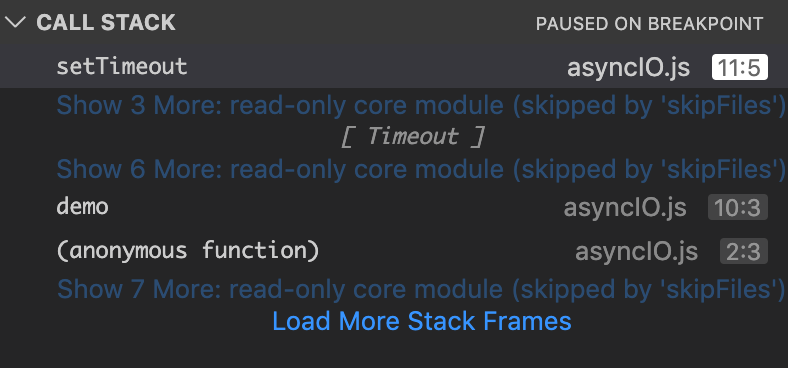 CALL STACK PAUSED ON BREAKPOINT
setTimeout asyncIO.js 11:5
Show 3 More: read-only core module (skipped by 'skipFiles')
[ Timeout ]
Show 6 More: read-only core module (skipped by 'skipFiles')
demo asyncIO.js 10:3
(anonymous function) asyncIO.js 2:3
Show 7 More: read-only core module (skipped by 'skipFiles')
Load More Stack Frames